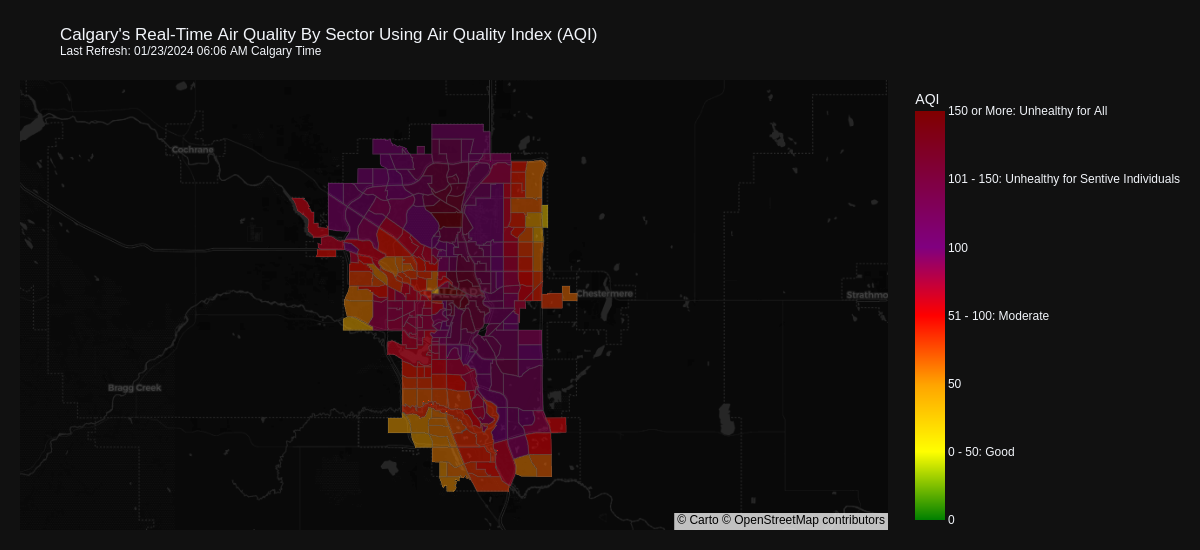 Calgary's Real-Time Air Quality By Sector Using Air Quality Index (AQI)
Last Refresh: 01/23/2024 06:06 AM Calgary Time
AQI
150 or More: Unhealthy for All
Cochrane
101 - 150: Unhealthy for Sentive Individuals
100
Chestermere
Strathmo
51 - 100: Moderate
50
Bragg Creek
0 - 50: Good
0
© Carto © OpenStreetMap contributors